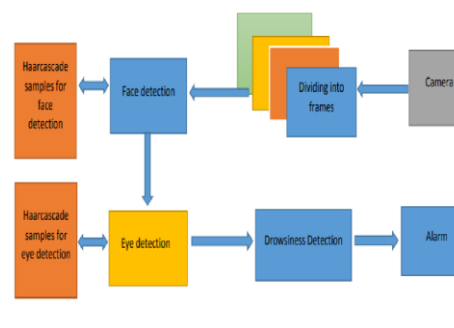 Haarcascade
samples for
face
detection
Face detection
Dividing into
frames
Camera
Haarcascade
samples for
eye detection
Eye detection
Drowsiness Detection
Alarm